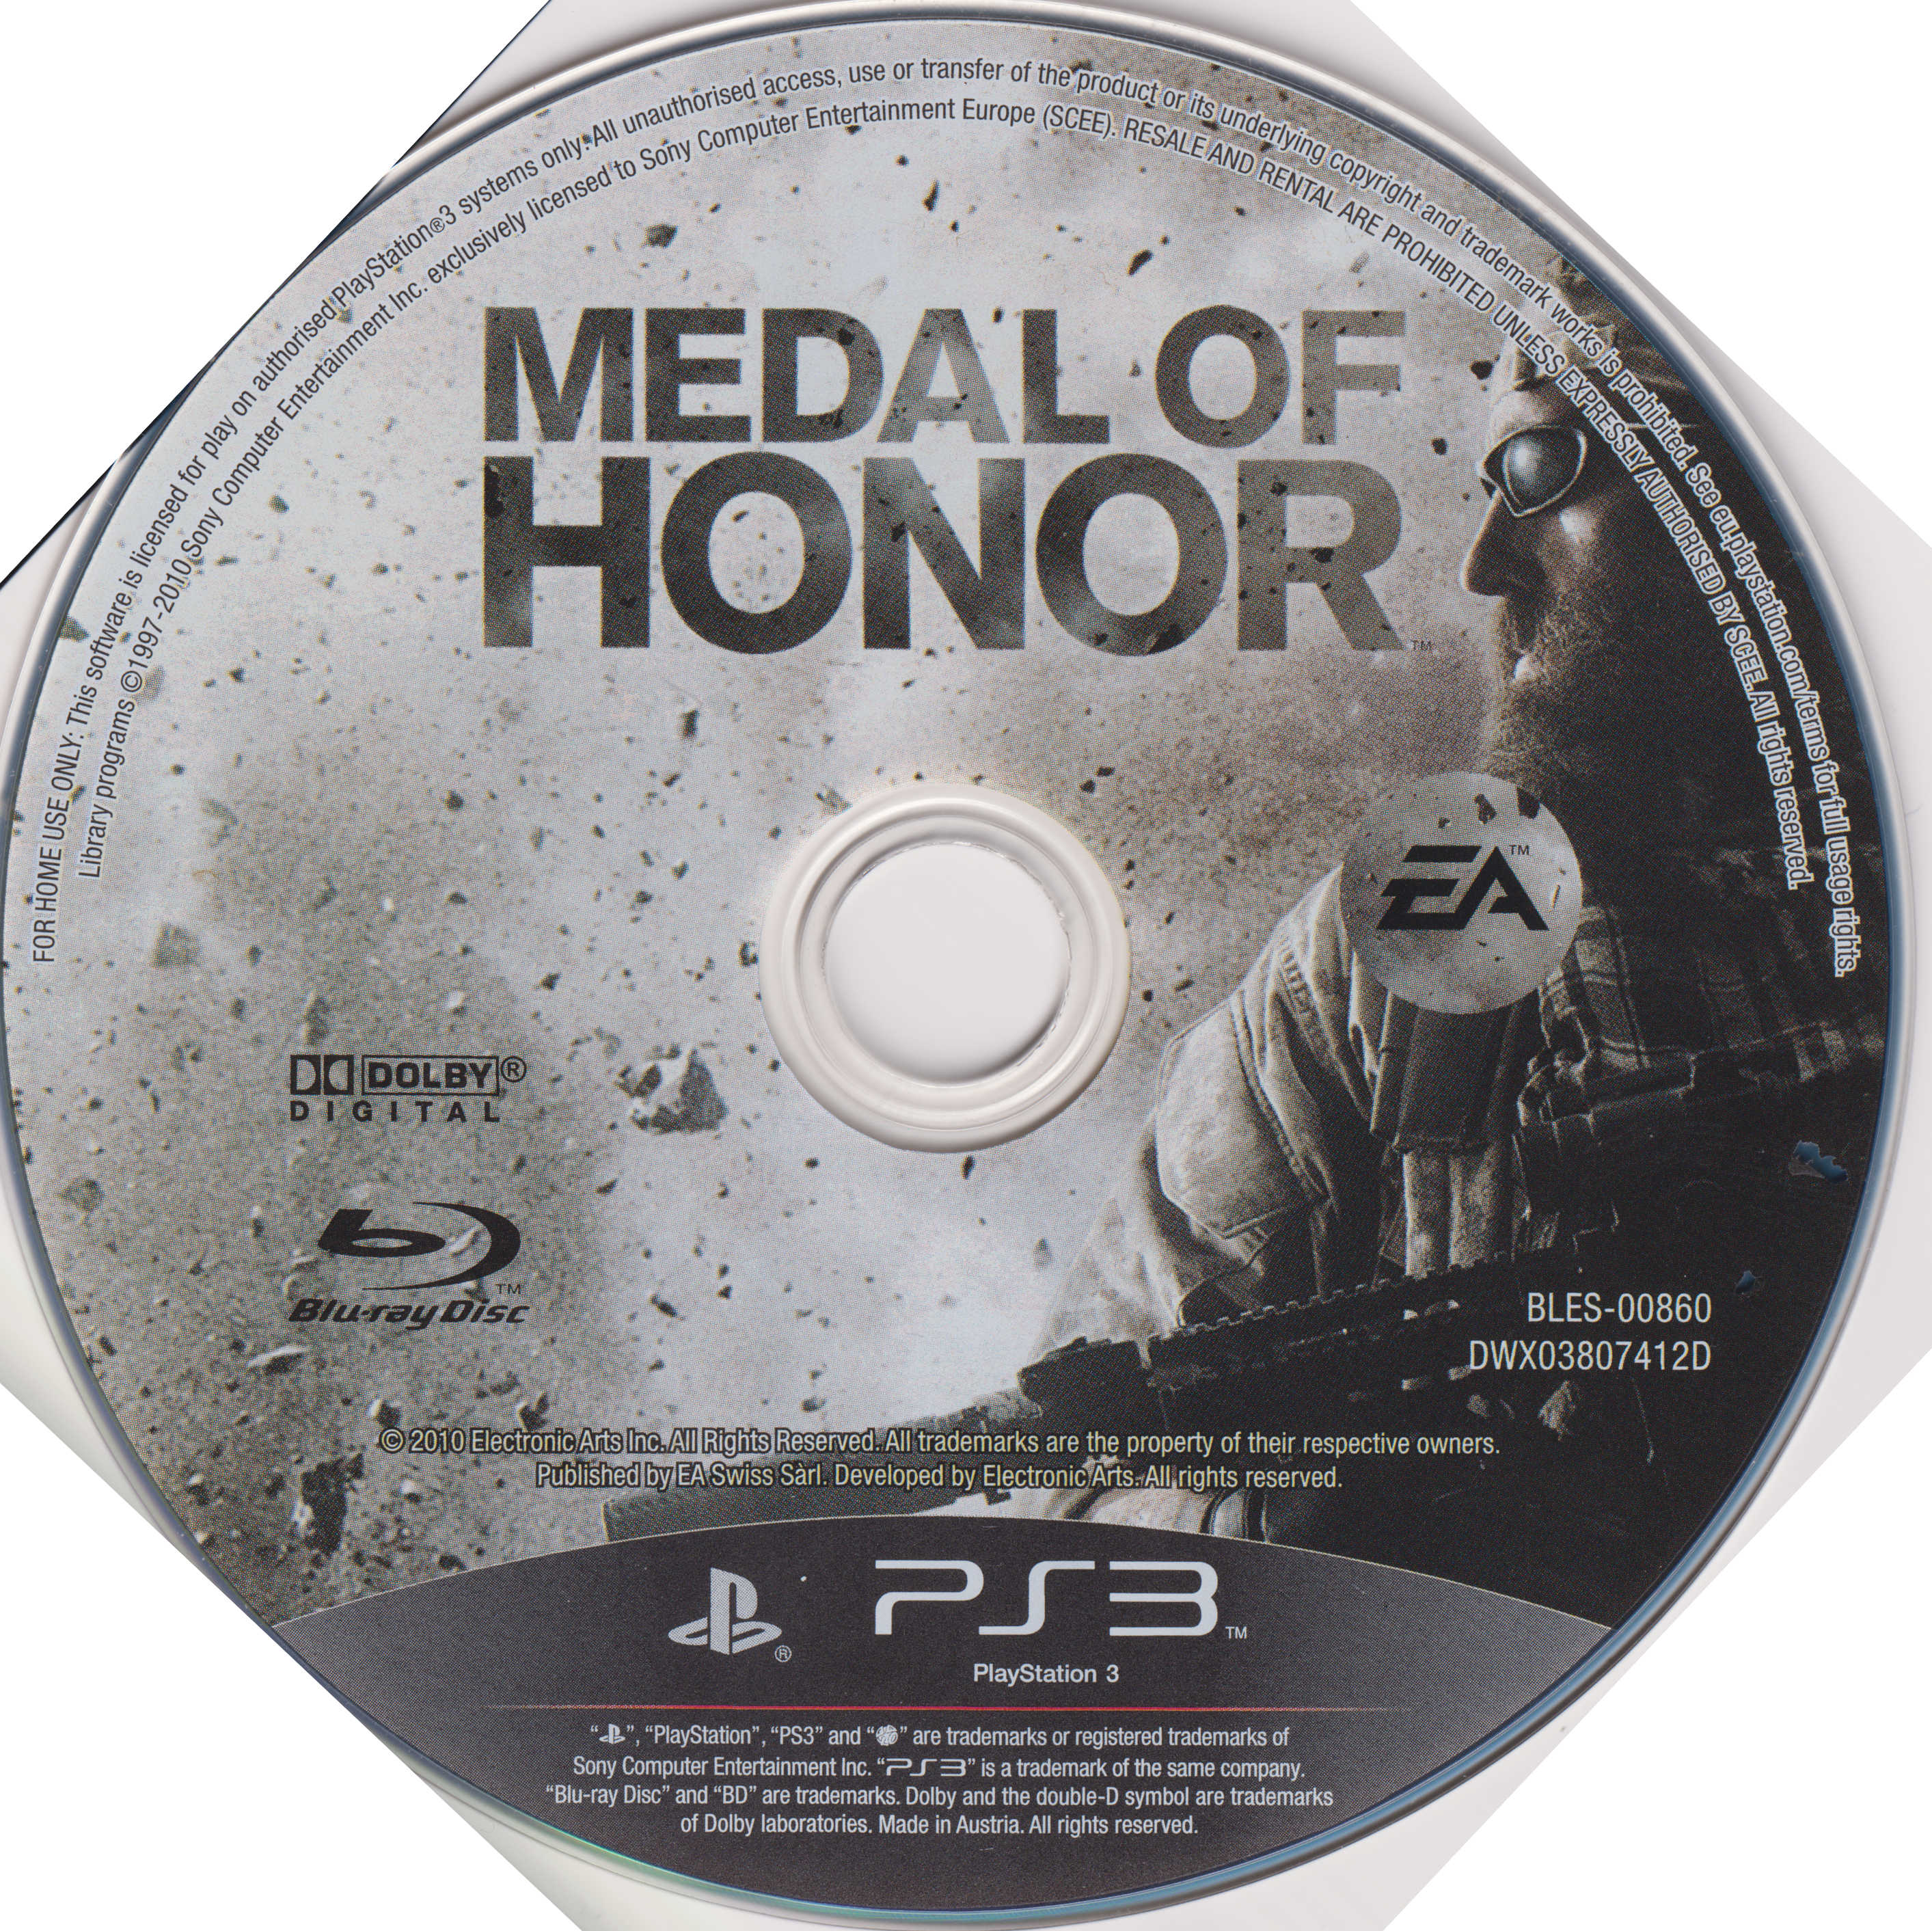 FOR HOME USE ONLY: This software is licensed for play on authorised PlayStation®3 systems only. All unauthorised access, use or transfer of the product or its underlying copyright and trademark works is prohibited. See eu.playstation.com/terms for full usage rights.
Library programs ©1997-2010 Sony Computer Entertainment Inc. exclusively licensed to Sony Computer Entertainment Europe (SCEE). RESALE AND RENTAL ARE PROHIBITED UNLESS EXPRESSLY AUTHORISED BY SCEE. All rights reserved.
MEDAL OF
HONOR™
EA™
DOLBY®
DIGITAL
Blu-ray Disc™
BLES-00860
DWX03807412D
© 2010 Electronic Arts Inc. All Rights Reserved. All trademarks are the property of their respective owners.
Published by EA Swiss Sàrl. Developed by Electronic Arts. All rights reserved.
® PS3™
PlayStation 3
“ ”, “PlayStation”, “PS3” and “ ” are trademarks or registered trademarks of
Sony Computer Entertainment Inc. “PS3” is a trademark of the same company.
“Blu-ray Disc” and “BD” are trademarks. Dolby and the double-D symbol are trademarks
of Dolby laboratories. Made in Austria. All rights reserved.